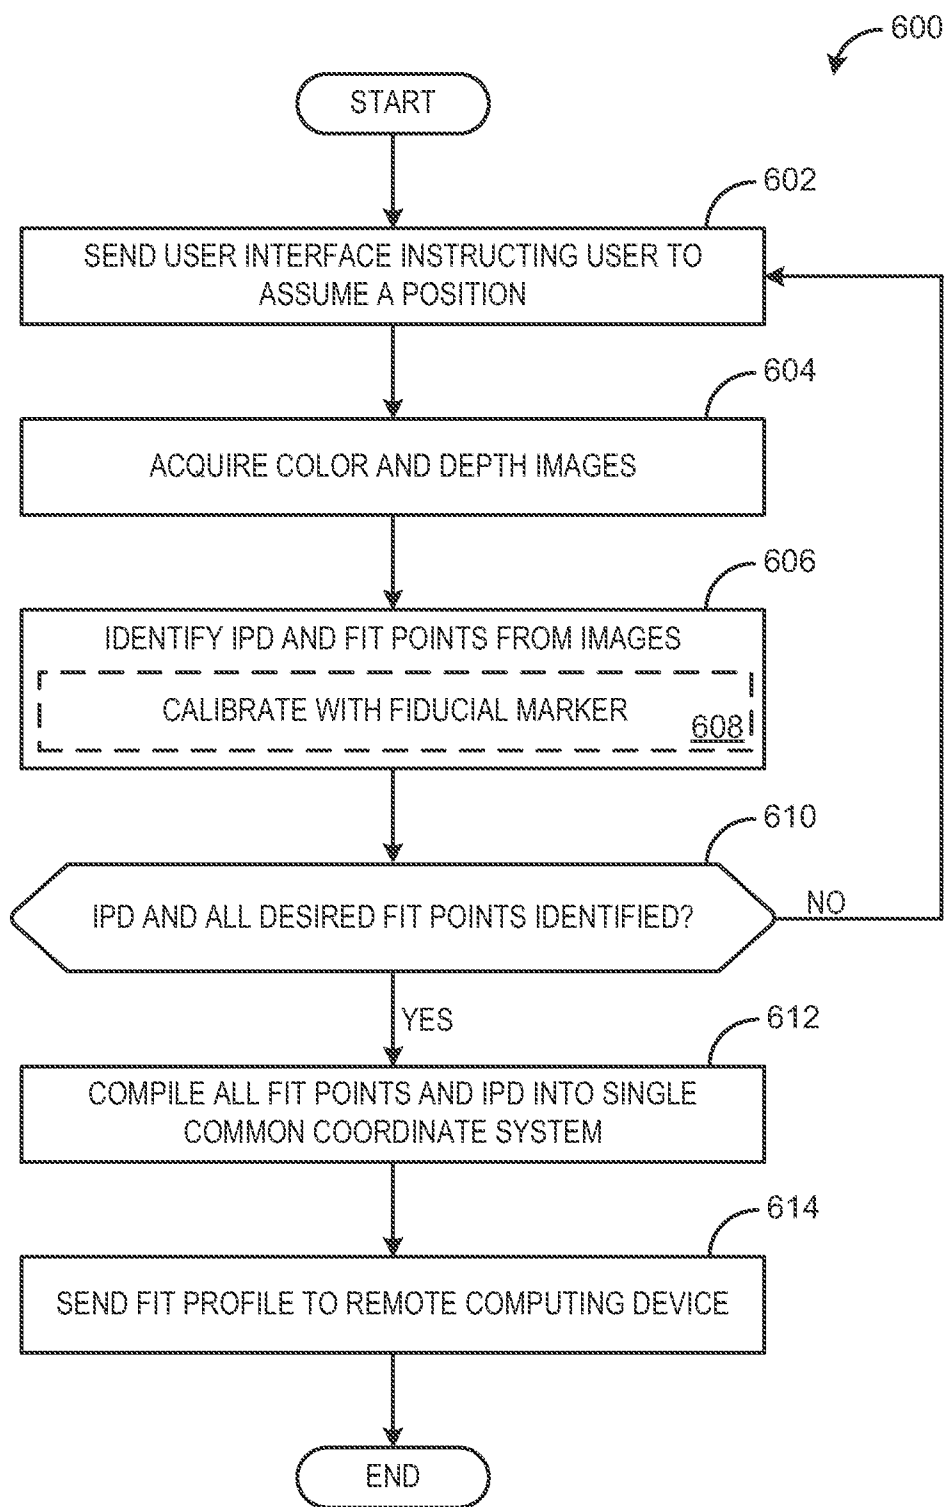 600
START
602
SEND USER INTERFACE INSTRUCTING USER TO
ASSUME A POSITION
604
ACQUIRE COLOR AND DEPTH IMAGES
606
IDENTIFY IPD AND FIT POINTS FROM IMAGES
CALIBRATE WITH FIDUCIAL MARKER
608
610
IPD AND ALL DESIRED FIT POINTS IDENTIFIED?
NO
YES
612
COMPILE ALL FIT POINTS AND IPD INTO SINGLE
COMMON COORDINATE SYSTEM
614
SEND FIT PROFILE TO REMOTE COMPUTING DEVICE
END